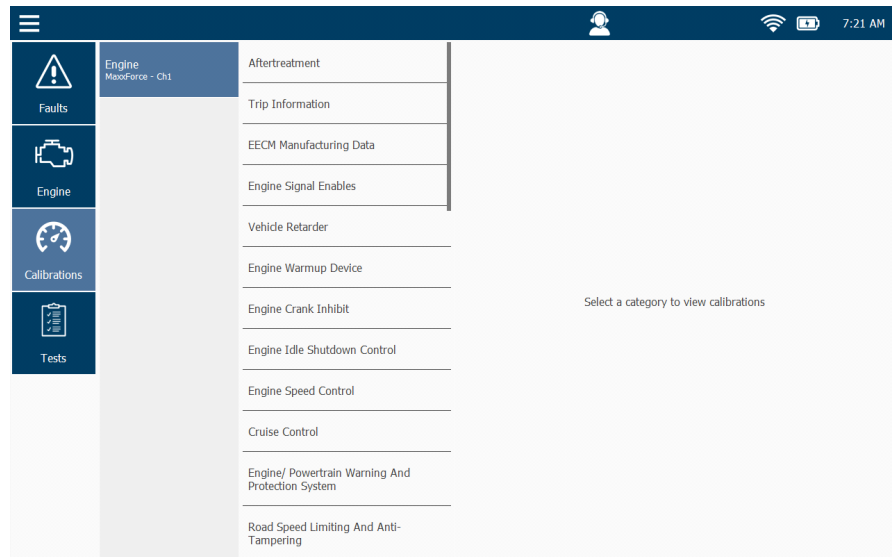 7:21 AM
Faults
Engine
Calibrations
Tests
Engine
MaxxForce - Ch1
Aftertreatment
Trip Information
EECM Manufacturing Data
Engine Signal Enables
Vehicle Retarder
Engine Warmup Device
Engine Crank Inhibit
Engine Idle Shutdown Control
Engine Speed Control
Cruise Control
Engine/ Powertrain Warning And
Protection System
Road Speed Limiting And Anti-
Tampering
Select a category to view calibrations